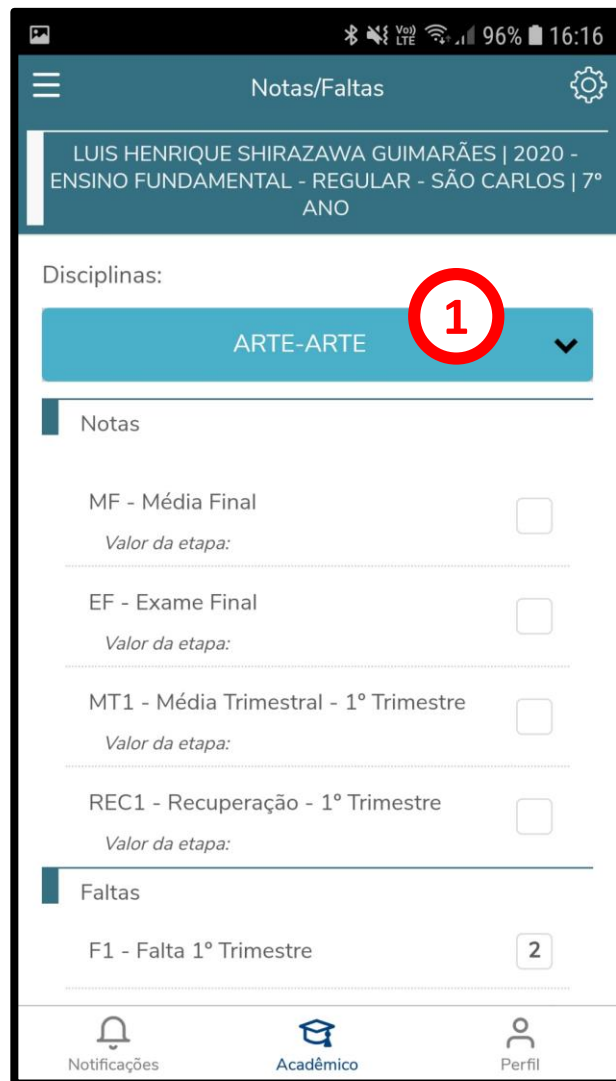 Vo)) LTE 96% 16:16
Notas/Faltas
LUIS HENRIQUE SHIRAZAWA GUIMARÃES | 2020 -
ENSINO FUNDAMENTAL - REGULAR - SÃO CARLOS | 7º
ANO
Disciplinas:
1
ARTE-ARTE
Notas
MF - Média Final
Valor da etapa:
EF - Exame Final
Valor da etapa:
MT1 - Média Trimestral - 1º Trimestre
Valor da etapa:
REC1 - Recuperação - 1º Trimestre
Valor da etapa:
Faltas
F1 - Falta 1º Trimestre 2
Notificações Acadêmico Perfil